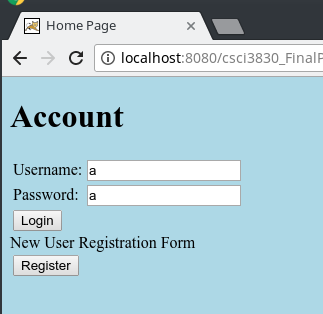 Home Page
localhost:8080/csci3830_FinalP
Account
Username: a
Password: a
Login
New User Registration Form
Register